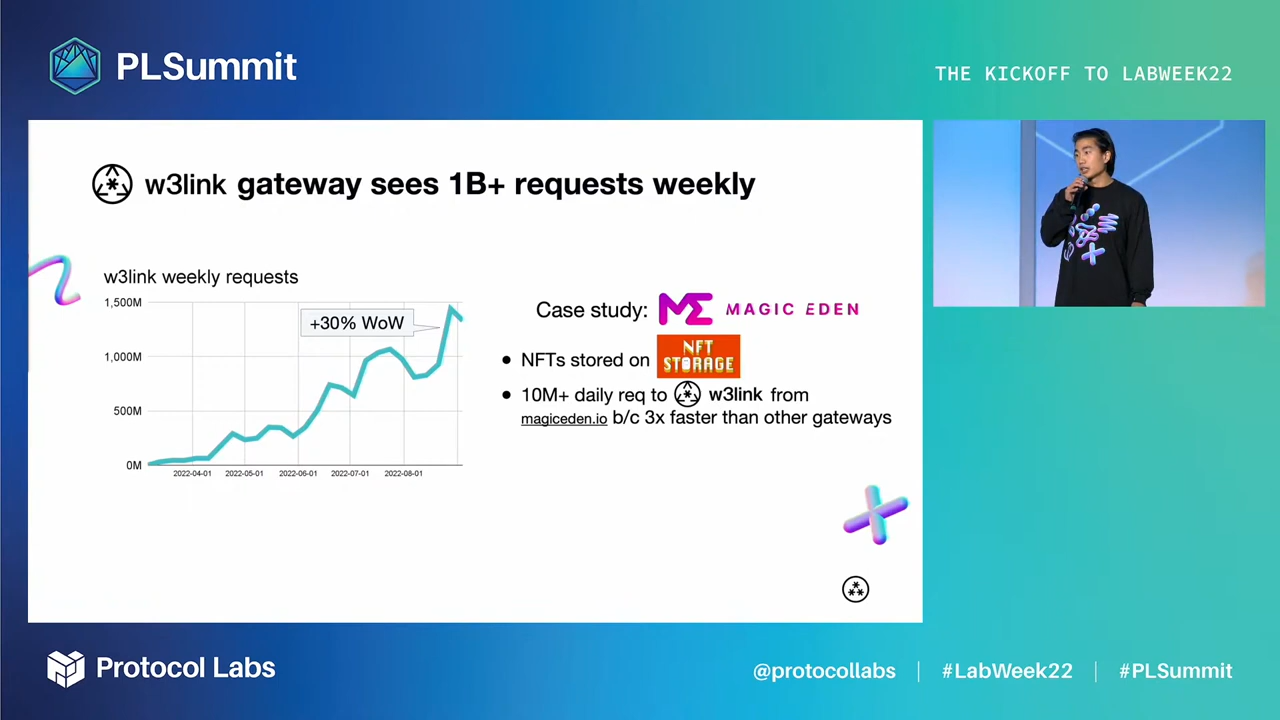 PLSummit
THE KICKOFF TO LABWEEK22
w3link gateway sees 1B+ requests weekly
w3link weekly requests
1,500M
1,000M
500M
0M
+30% WoW
2022-04-01
2022-05-01
2022-06-01
2022-07-01
2022-08-01
Case study: ME MAGIC EDEN
• NFTs stored on NFT STORAGE
• 10M+ daily req to w3link from
magiceden.io b/c 3x faster than other gateways
Protocol Labs
@protocollabs | #LabWeek22 | #PLSummit